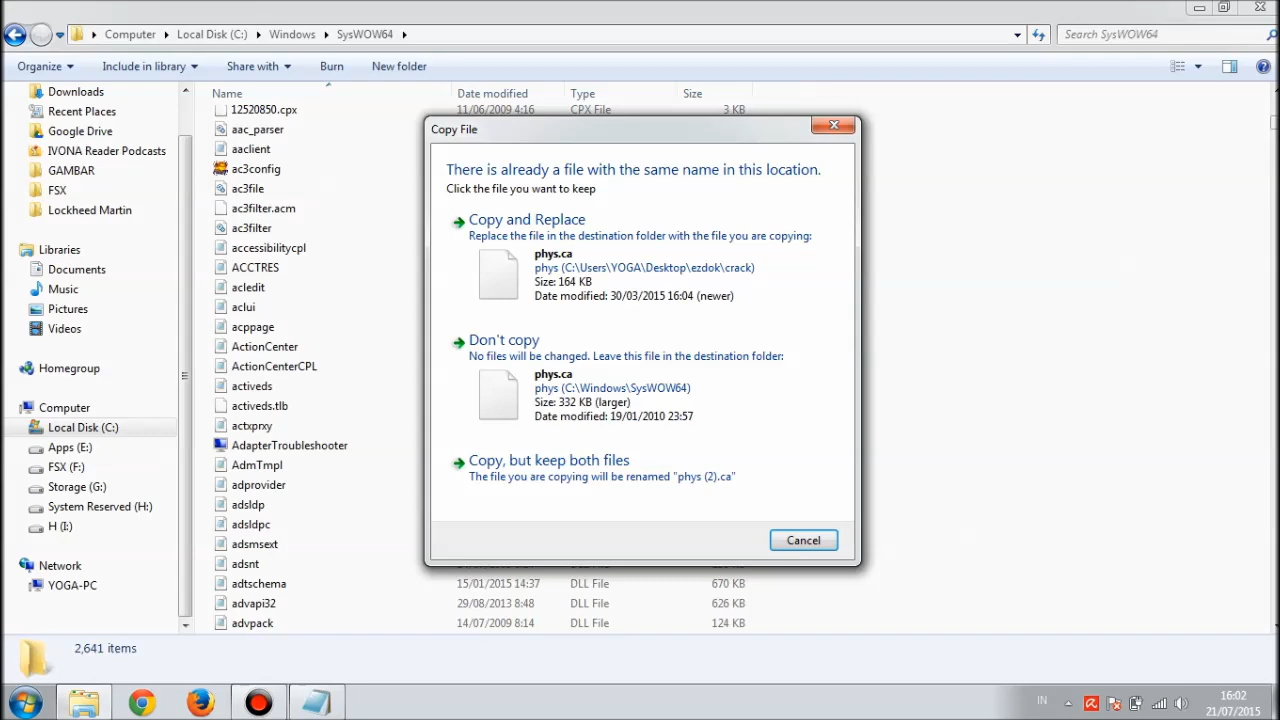 Computer
Local Disk (C:)
Windows
SysWOW64
Search SysWOW64
Organize
Include in library
Share with
Burn
New folder
Downloads
Recent Places
Google Drive
IVONA Reader Podcasts
GAMBAR
FSX
Lockheed Martin
Libraries
Documents
Music
Pictures
Videos
Homegroup
Computer
Local Disk (C:)
Apps (E:)
FSX (F:)
Storage (G:)
System Reserved (H:)
H (I:)
Network
YOGA-PC
Name Date modified Type Size
12520850.cpx 11/06/2009 4:16 CPX File 3 KB
aac_parser
aaclient
ac3config
ac3file
ac3filter.acm
ac3filter
accessibilitycpl
ACCTRES
acledit
aclui
acppage
ActionCenter
ActionCenterCPL
activeds
activeds.tlb
actxprxy
AdapterTroubleshooter
AdmTmpl
adprovider
adsldp
adsldpc
adsmsext
adsnt
adtschema 15/01/2015 14:37 DLL File 670 KB
advapi32 29/08/2013 8:48 DLL File 626 KB
advpack 14/07/2009 8:14 DLL File 124 KB
Copy File
There is already a file with the same name in this location.
Click the file you want to keep
Copy and Replace
Replace the file in the destination folder with the file you are copying:
phys.ca
phys (C:\Users\YOGA\Desktop\ezdok\crack)
Size: 164 KB
Date modified: 30/03/2015 16:04 (newer)
Don't copy
No files will be changed. Leave this file in the destination folder:
phys.ca
phys (C:\Windows\SysWOW64)
Size: 332 KB (larger)
Date modified: 19/01/2010 23:57
Copy, but keep both files
The file you are copying will be renamed "phys (2).ca"
Cancel
2,641 items
IN
16:02
21/07/2015